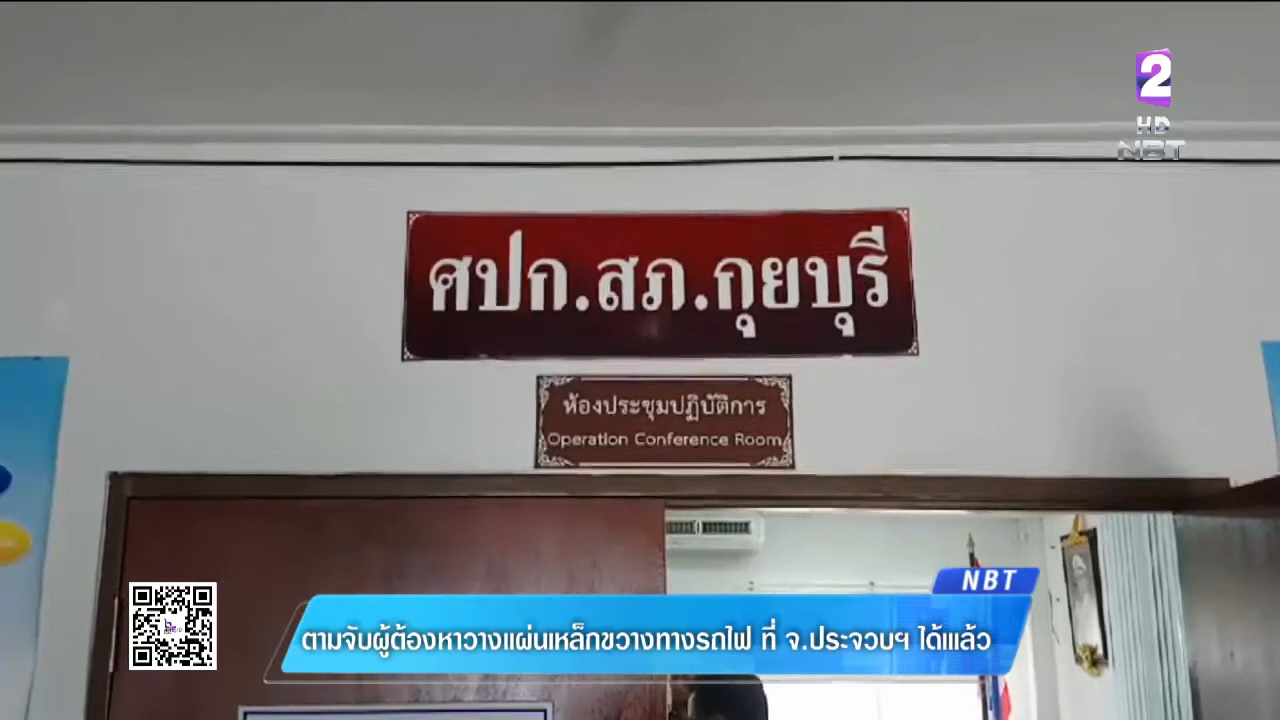 2
HD
NBT
ศปก.สภ.กุยบุรี
ห้องประชุมปฏิบัติการ
Operation Conference Room
NBT
ตามจับผู้ต้องหาวางแผ่นเหล็กขวางทางรถไฟ ที่ จ.ประจวบฯ ได้แล้ว